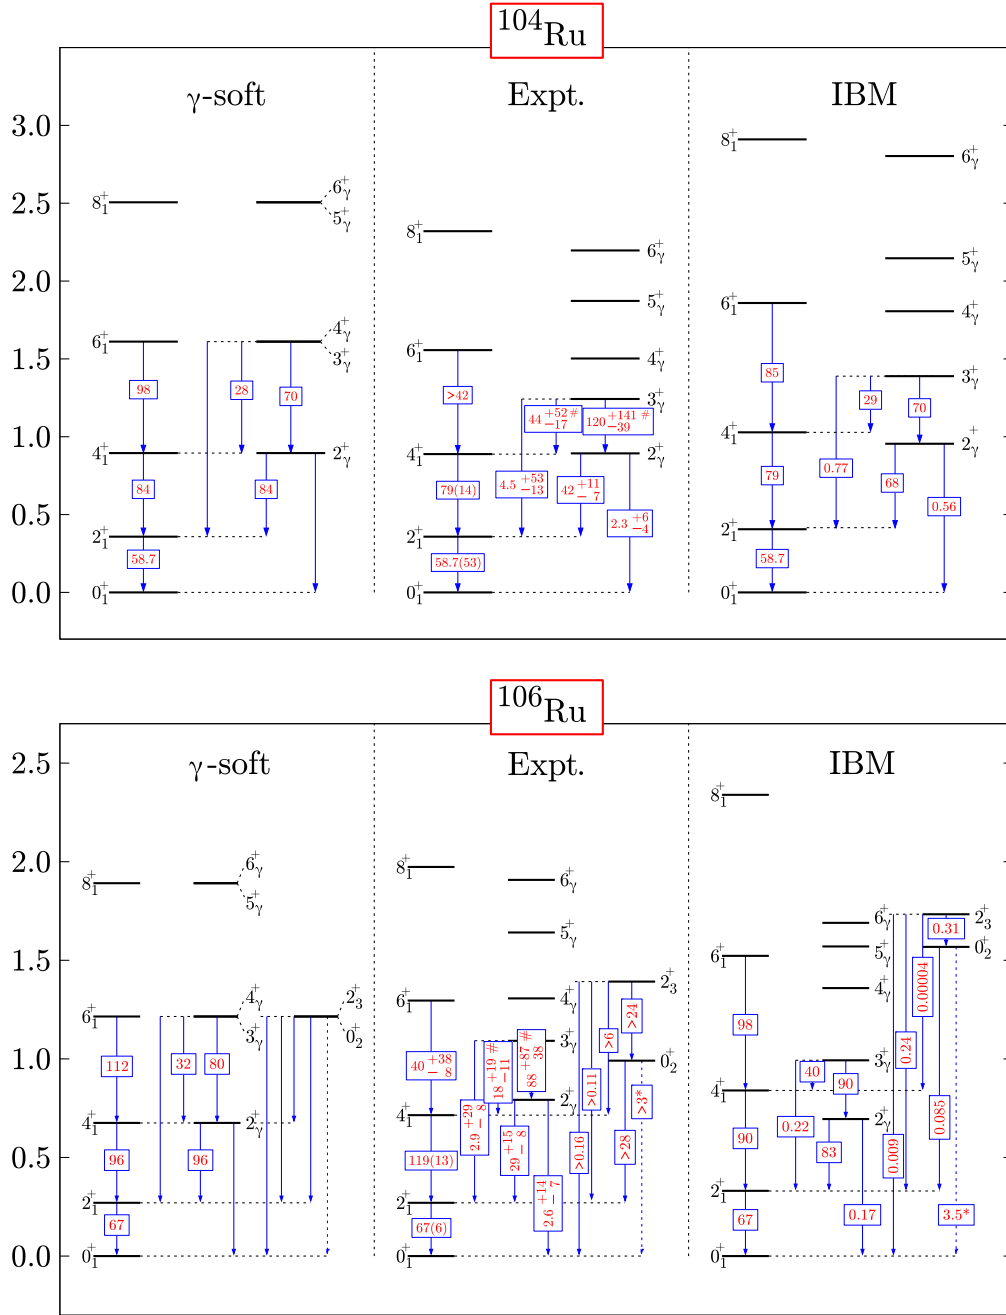 104Ru
γ-soft
Expt.
IBM
3.0
2.5
2.0
1.5
1.0
0.5
0.0
8+1
6+γ
5+γ
6+1
4+γ
3+γ
98
28
70
4+1
2+γ
84
84
2+1
58.7
0+1
8+1
6+γ
5+γ
6+1
4+γ
>42
3+γ
44 +52 −17 #
120 +141 −39 #
4+1
2+γ
79(14)
4.5 +53 −13
42 +11 − 7
2.3 +6 −4
2+1
58.7(53)
0+1
8+1
6+γ
5+γ
6+1
4+γ
85
3+γ
29
70
4+1
2+γ
79
0.77
68
0.56
2+1
58.7
0+1
106Ru
γ-soft
Expt.
IBM
2.5
2.0
1.5
1.0
0.5
0.0
8+1
6+γ
5+γ
6+1
4+γ
3+γ
2+3
0+2
112
32
80
4+1
2+γ
96
96
2+1
67
0+1
8+1
6+γ
5+γ
6+1
4+γ
2+3
40 +38 − 8
18 +19 −11 #
88 +87 38 #
3+γ
>6
>24
0+2
4+1
2+γ
119(13)
2.9 +29 − 8
29 +15 − 8
2.6 +14 − 7
>0.16
>0.11
>28
>3*
2+1
67(6)
0+1
8+1
6+γ
5+γ
4+γ
2+3
0.31
0+2
6+1
98
40
90
3+γ
0.00004
0.24
4+1
2+γ
90
0.22
83
0.17
0.009
0.085
3.5*
2+1
67
0+1